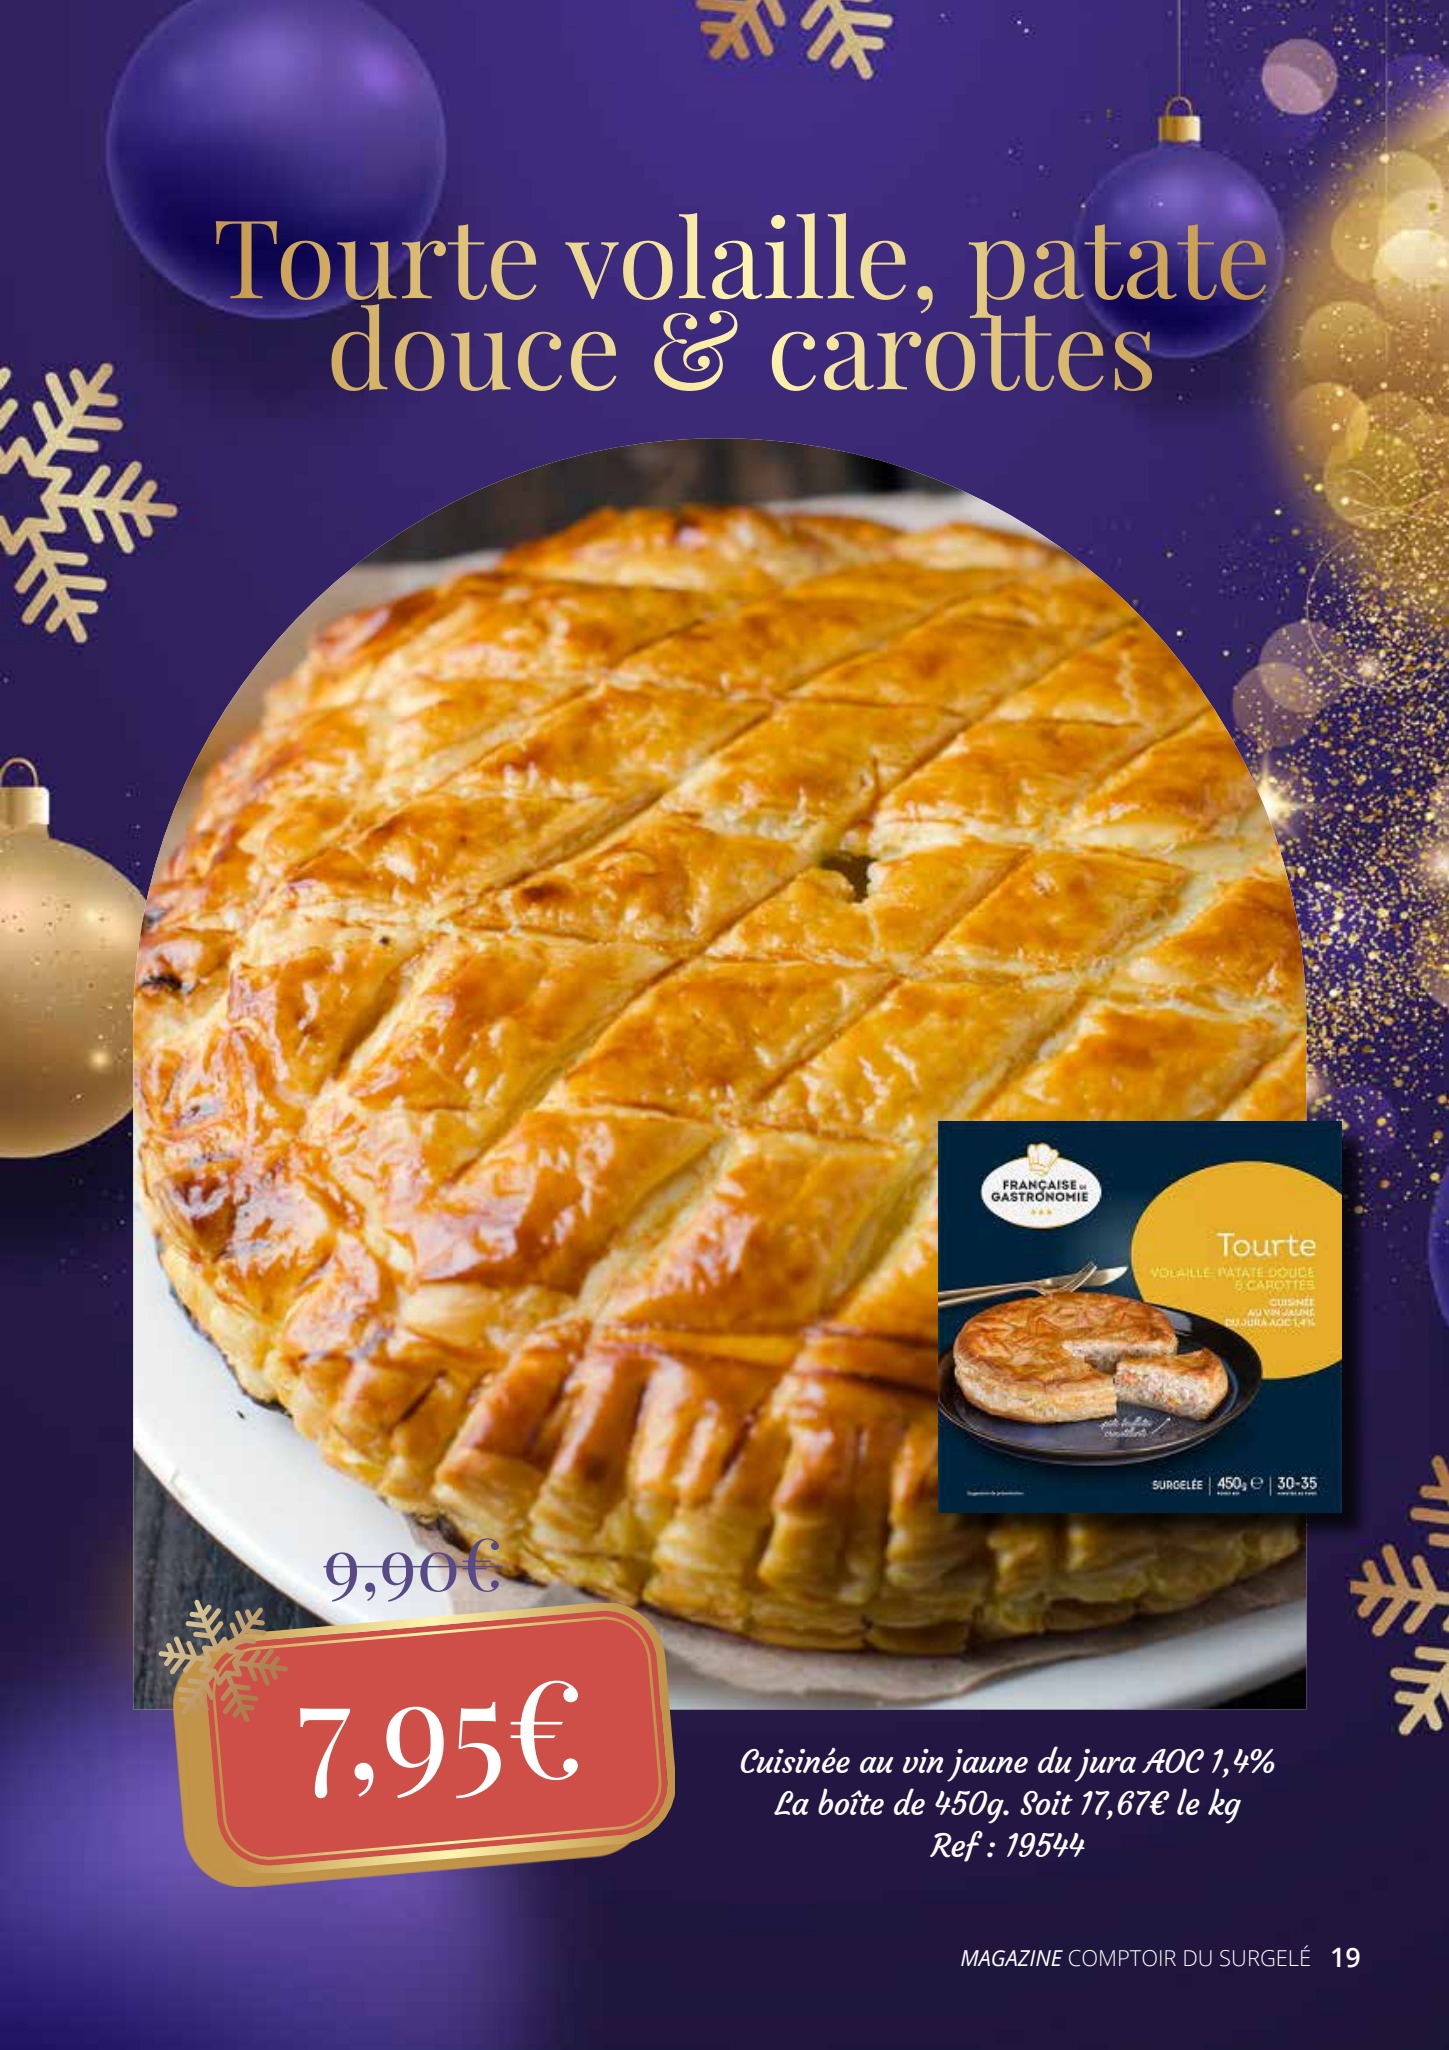 Tourte volaille, patate
douce & carottes
FRANÇAISE DE
GASTRONOMIE
Tourte
VOLAILLE, PATATE DOUCE
& CAROTTES
CUISINÉE
AU VIN JAUNE
DU JURA AOC 1,4%
SURGELÉE | 450g ℮ | 30-35
9,90€
7,95€
Cuisinée au vin jaune du jura AOC 1,4%
La boîte de 450g. Soit 17,67€ le kg
Ref : 19544
MAGAZINE COMPTOIR DU SURGELÉ 19